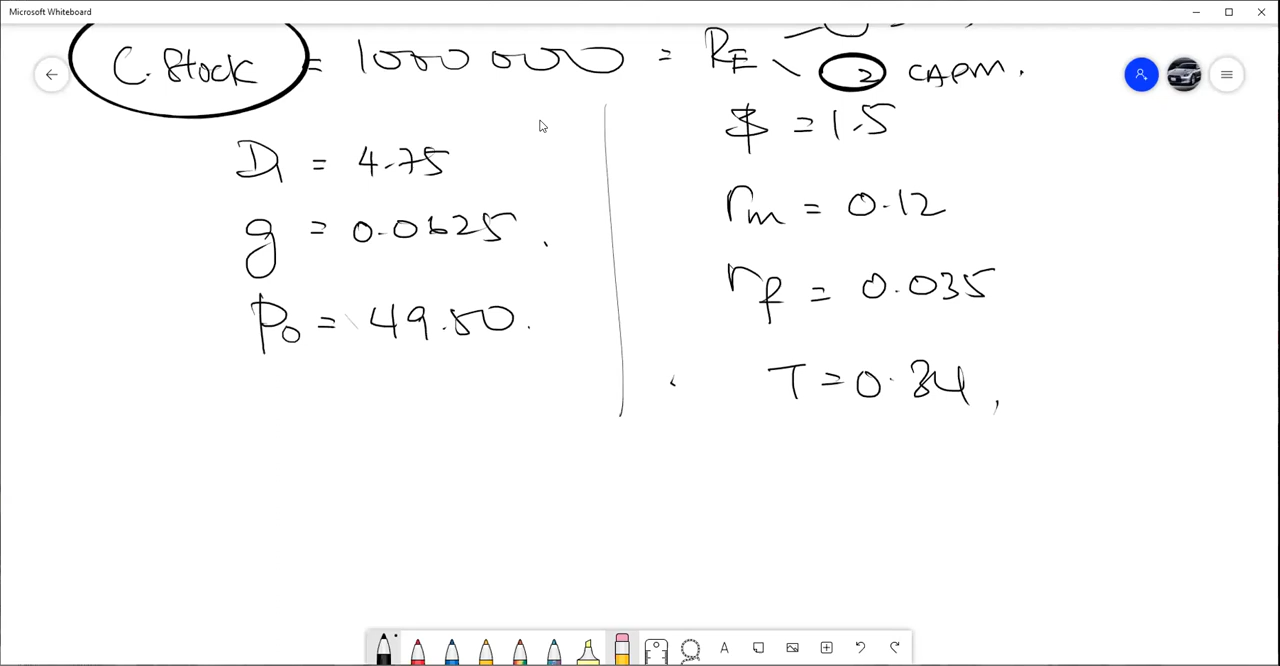 Microsoft Whiteboard
C. Stock = 1000 000 = RE
2 CAPM.
D1 = 4.75
g = 0.0625
P0 = 49.50.
= 1.5
rm = 0.12
rf = 0.035
T = 0.34
A